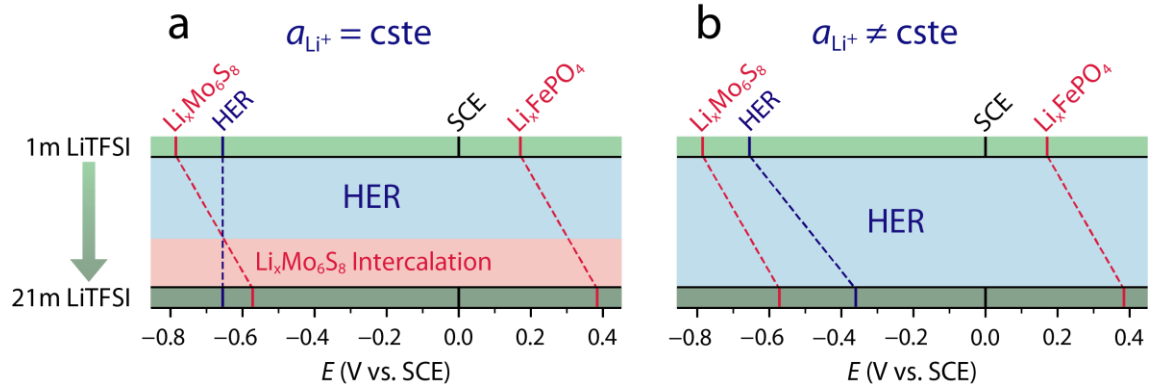 a
a_Li⁺ = cste
LiₓMo₆S₈
HER
SCE
LiₓFePO₄
1m LiTFSI
HER
LiₓMo₆S₈ Intercalation
21m LiTFSI
−0.8 −0.6 −0.4 −0.2 0.0 0.2 0.4
E (V vs. SCE)
b
a_Li⁺ ≠ cste
LiₓMo₆S₈
HER
SCE
LiₓFePO₄
HER
−0.8 −0.6 −0.4 −0.2 0.0 0.2 0.4
E (V vs. SCE)